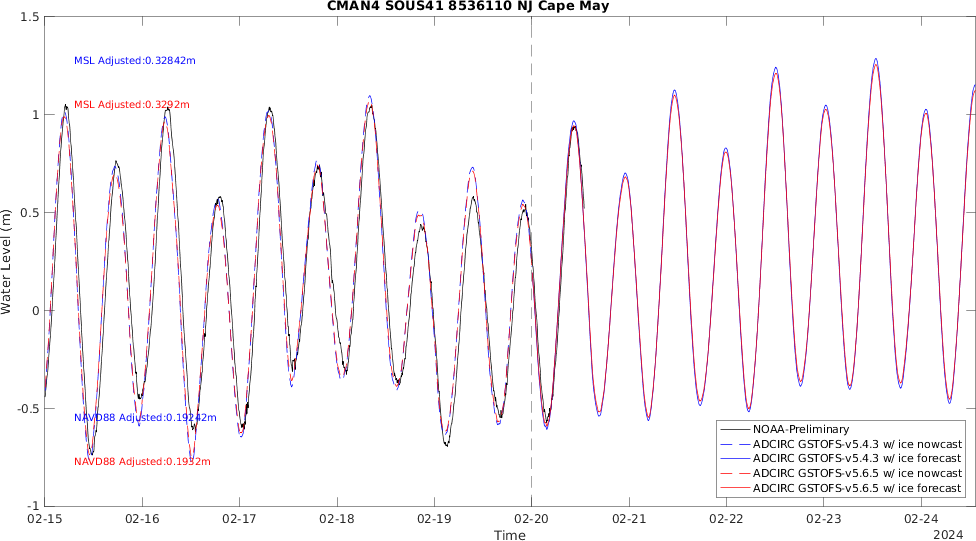 CMAN4 SOUS41 8536110 NJ Cape May
Water Level (m)
1.5
1
0.5
0
-0.5
-1
MSL Adjusted:0.32842m
MSL Adjusted:0.3292m
NAVD88 Adjusted:0.19242m
NAVD88 Adjusted:0.1932m
NOAA-Preliminary
ADCIRC GSTOFS-v5.4.3 w/ ice nowcast
ADCIRC GSTOFS-v5.4.3 w/ ice forecast
ADCIRC GSTOFS-v5.6.5 w/ ice nowcast
ADCIRC GSTOFS-v5.6.5 w/ ice forecast
02-15 02-16 02-17 02-18 02-19 02-20 02-21 02-22 02-23 02-24
Time
2024